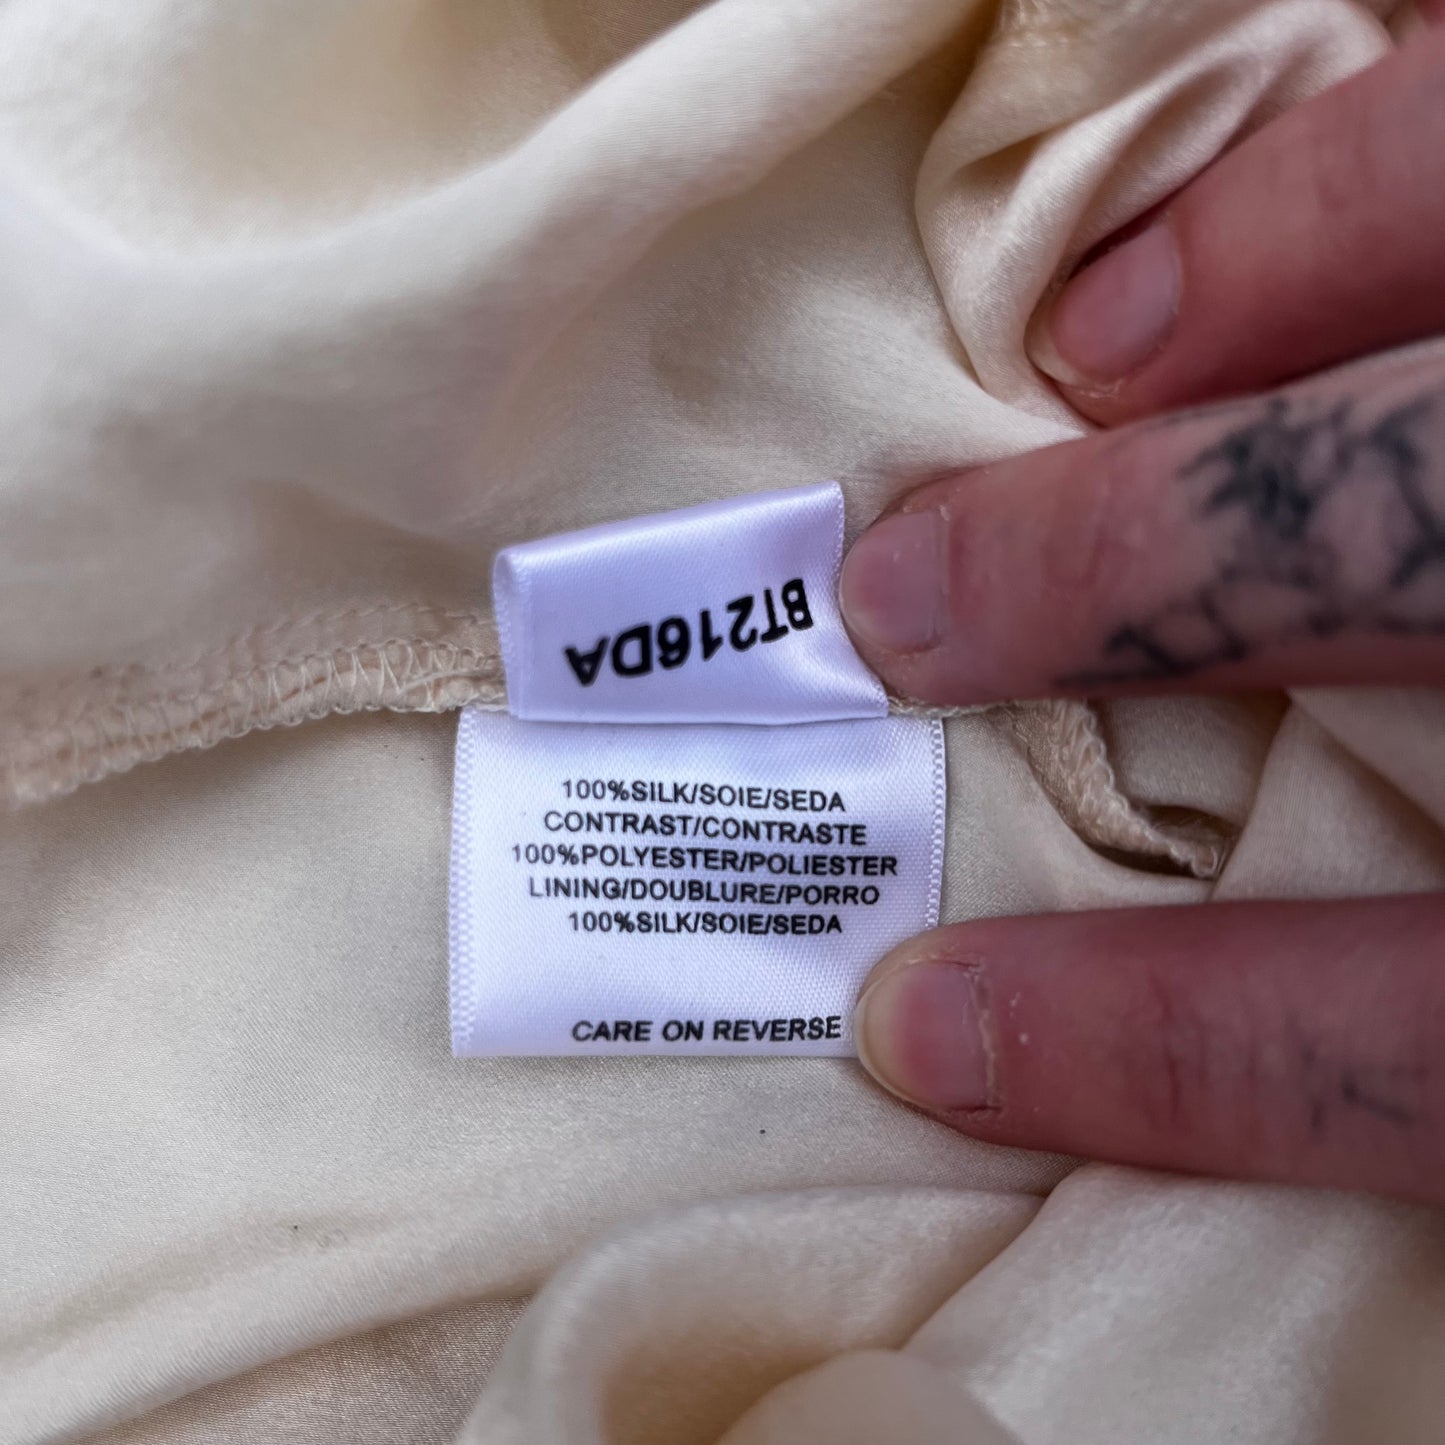 BT216DA
100%SILK/SOIE/SEDA
CONTRAST/CONTRASTE
100%POLYESTER/POLIESTER
LINING/DOUBLURE/PORRO
100%SILK/SOIE/SEDA
CARE ON REVERSE